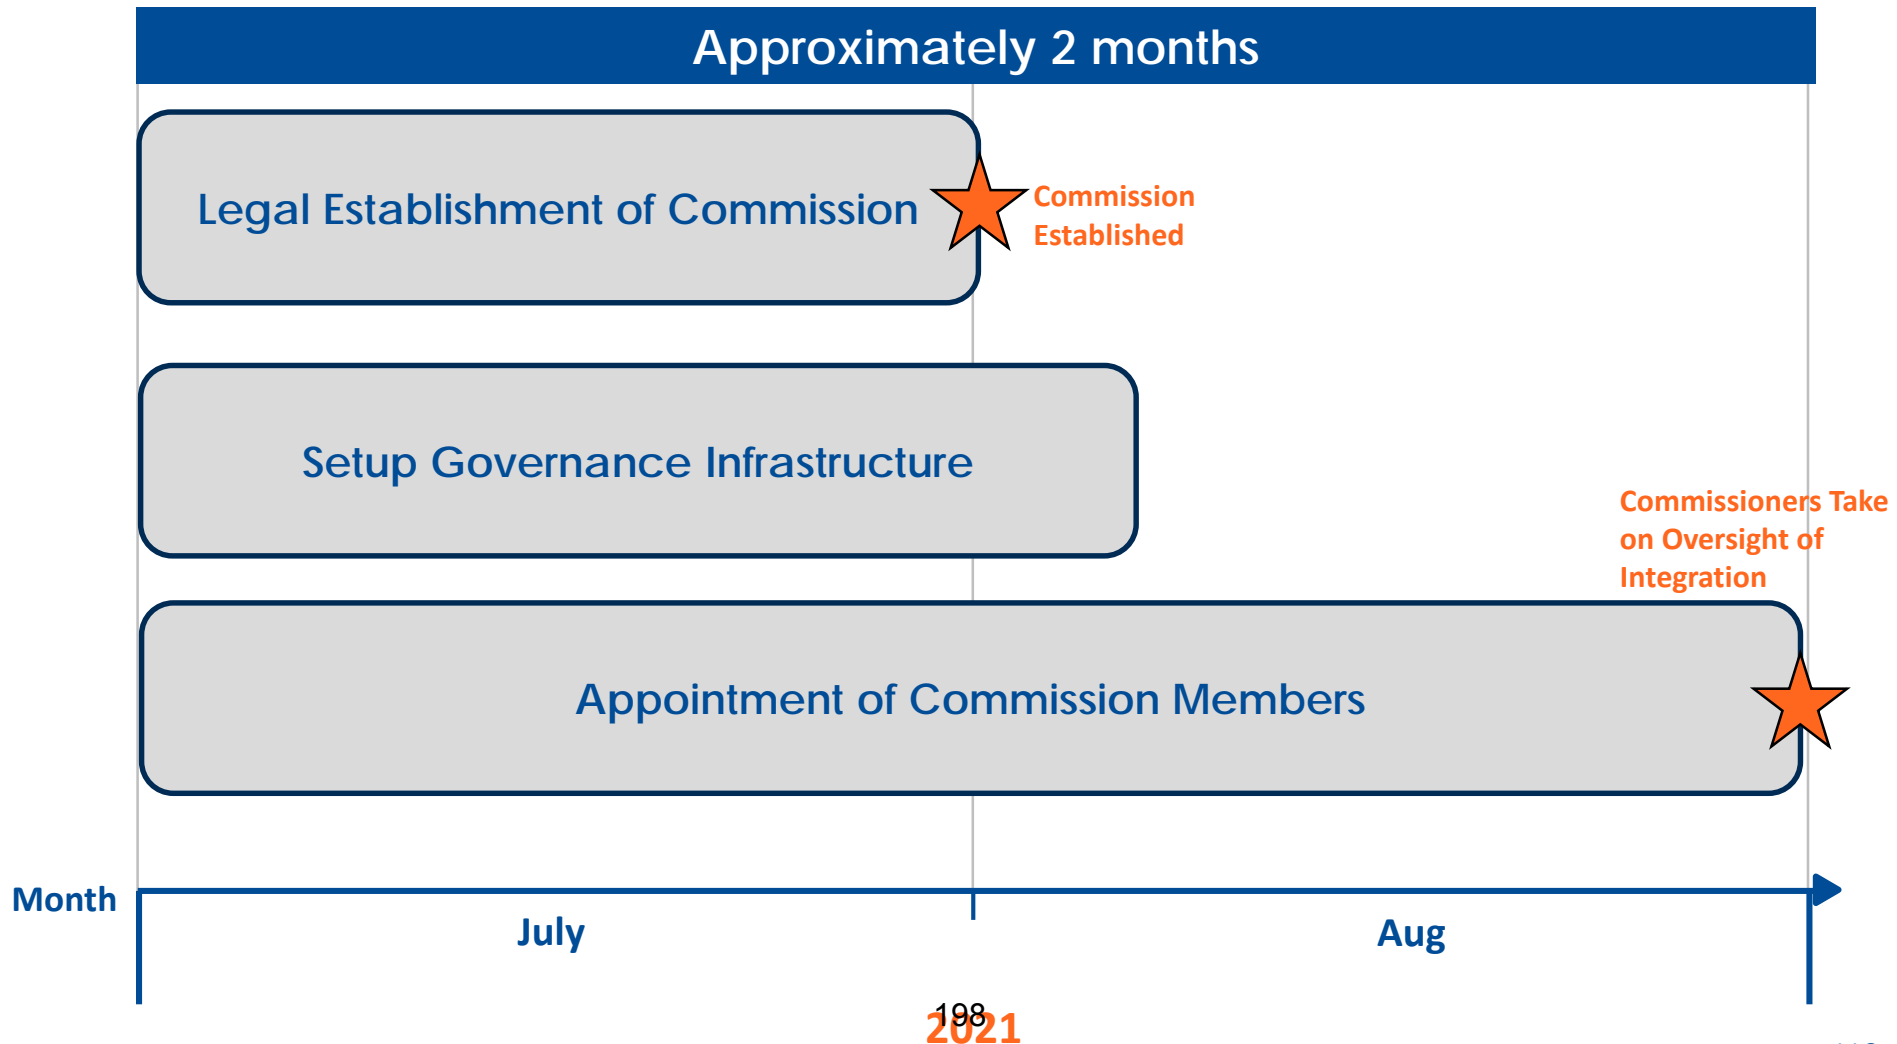 Approximately 2 months
Legal Establishment of Commission
Commission
Established
Setup Governance Infrastructure
Commissioners Take
on Oversight of
Integration
Appointment of Commission Members
Month
July
Aug
198
2021